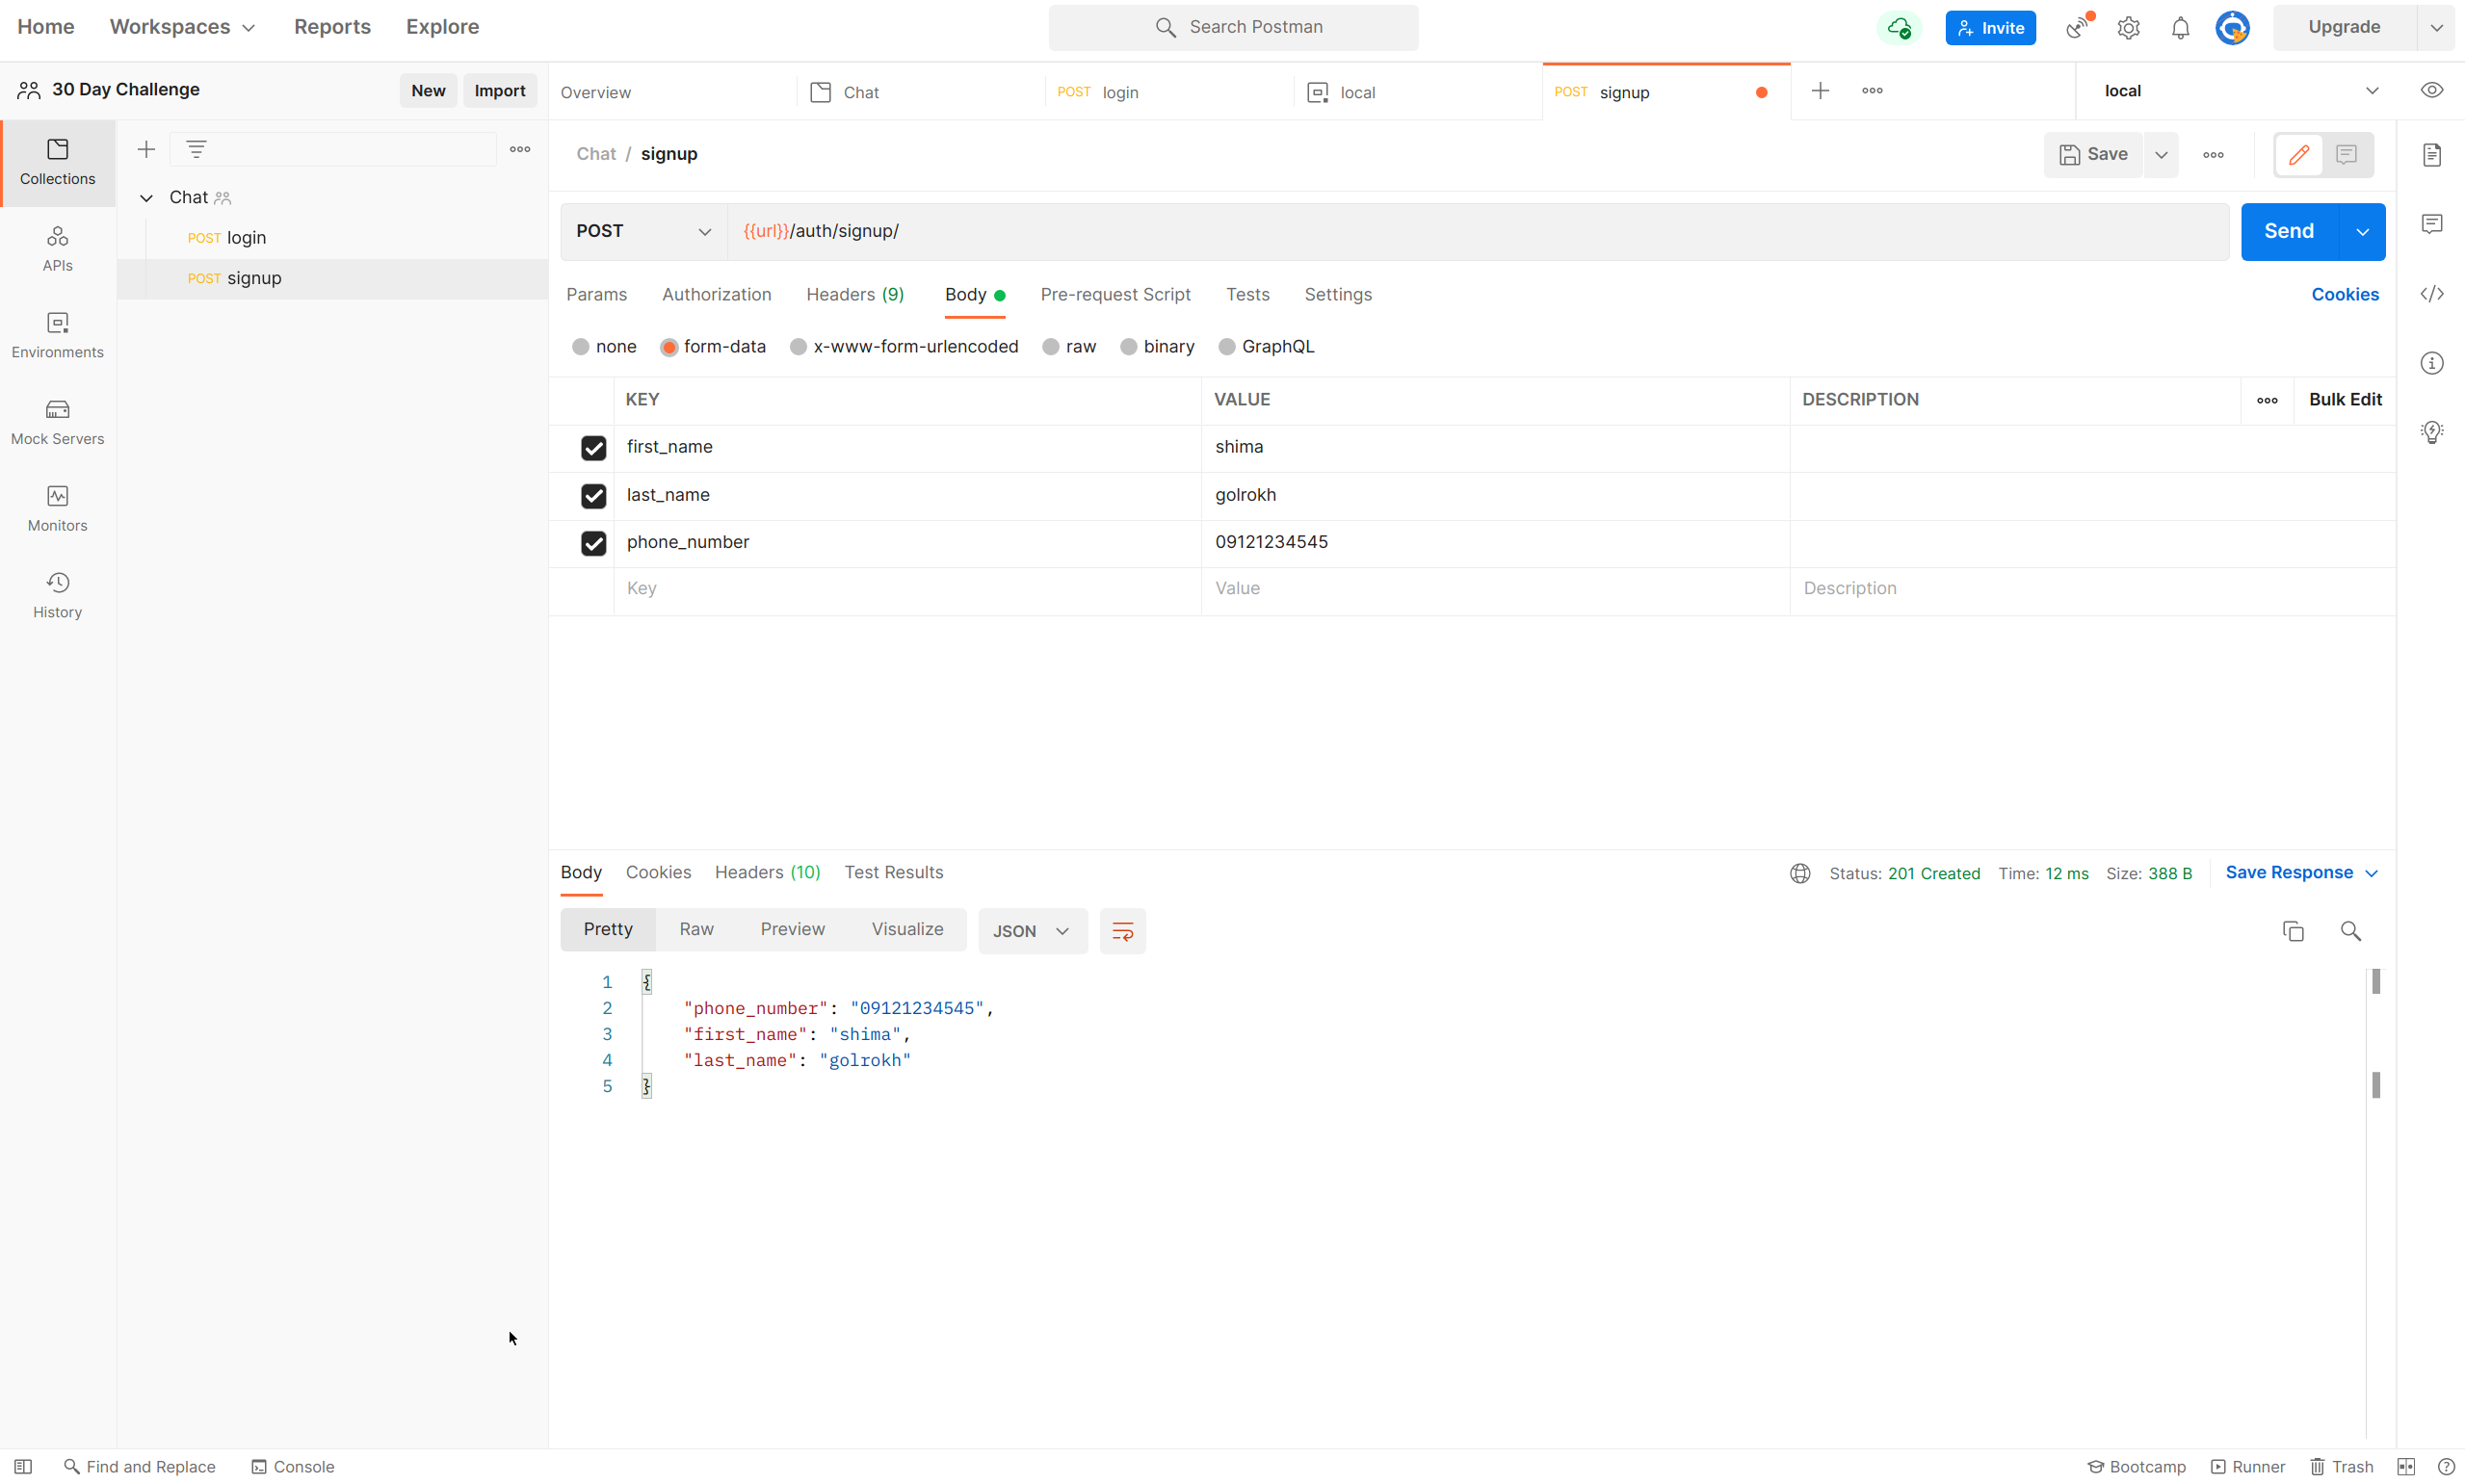 Home Workspaces Reports Explore Search Postman Invite Upgrade
30 Day Challenge New Import Overview Chat POST login local POST signup local
Collections
APIs
Environments
Mock Servers
Monitors
History
Chat
POST login
POST signup
Chat / signup Save
POST {{url}}/auth/signup/ Send
Params Authorization Headers (9) Body Pre-request Script Tests Settings Cookies
none form-data x-www-form-urlencoded raw binary GraphQL
KEY VALUE DESCRIPTION Bulk Edit
first_name shima
last_name golrokh
phone_number 09121234545
Key Value Description
Body Cookies Headers (10) Test Results Status: 201 Created Time: 12 ms Size: 388 B Save Response
Pretty Raw Preview Visualize JSON
1 {
2 "phone_number": "09121234545",
3 "first_name": "shima",
4 "last_name": "golrokh"
5 }
Find and Replace Console Bootcamp Runner Trash